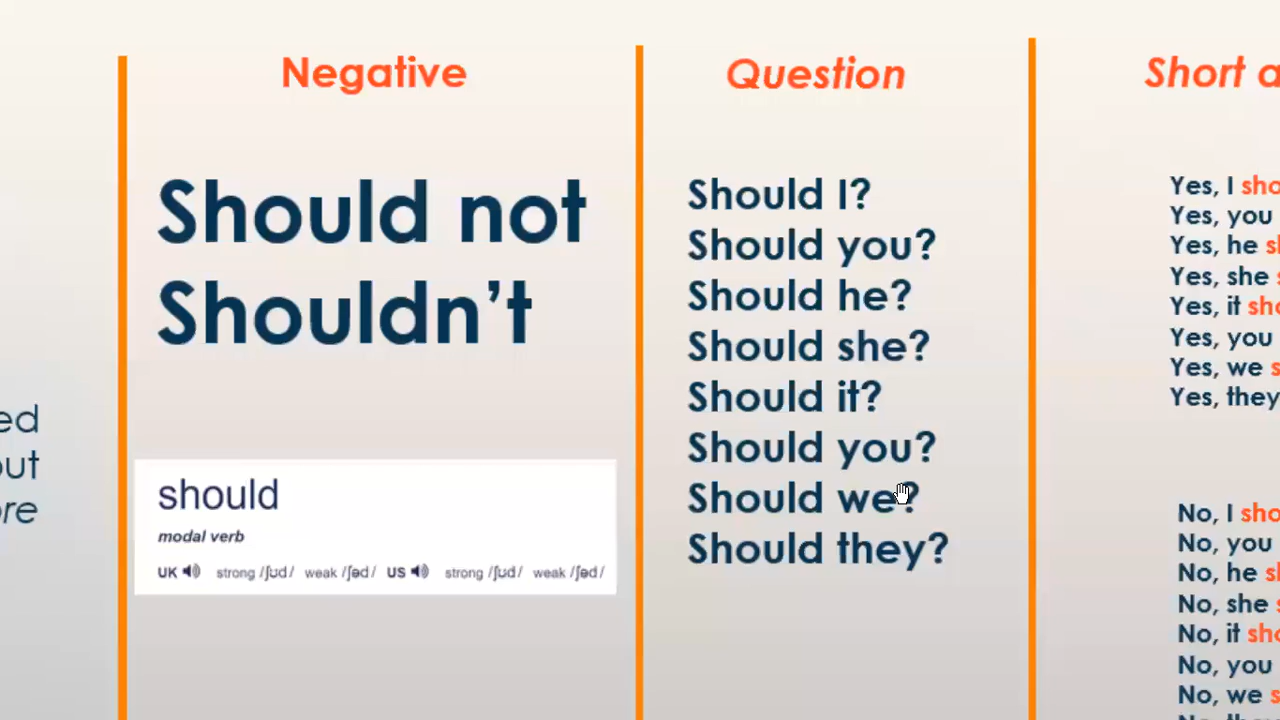 Negative
Should not
Shouldn't
should
modal verb
UK strong /ʃʊd/ weak /ʃəd/ US strong /ʃʊd/ weak /ʃəd/
Question
Should I?
Should you?
Should he?
Should she?
Should it?
Should you?
Should we?
Should they?
Short
Yes, I
Yes, you
Yes, he
Yes, she
Yes, it
Yes, you
Yes, we
Yes, they
No, I
No, you
No, he
No, she
No, it
No, you
No, we